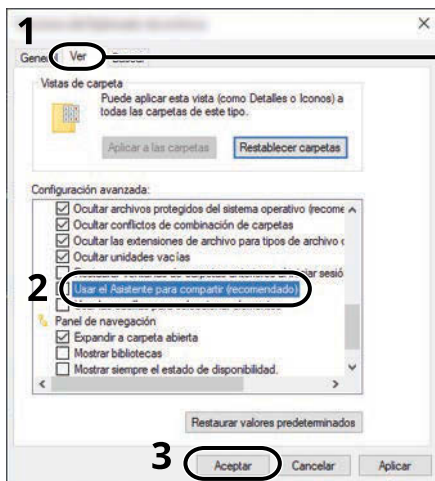 1
General Ver
Vistas de carpeta
Puede aplicar esta vista (como Detalles o Iconos) a
todas las carpetas de este tipo.
Aplicar a las carpetas Restablecer carpetas
Configuración avanzada:
Ocultar archivos protegidos del sistema operativo (recome
Ocultar conflictos de combinación de carpetas
Ocultar las extensiones de archivo para tipos de archivo c
Ocultar unidades vacías
2 Usar el Asistente para compartir (recomendado)
Panel de navegación
Expandir a carpeta abierta
Mostrar bibliotecas
Mostrar siempre el estado de disponibilidad.
Restaurar valores predeterminados
3 Aceptar Cancelar Aplicar